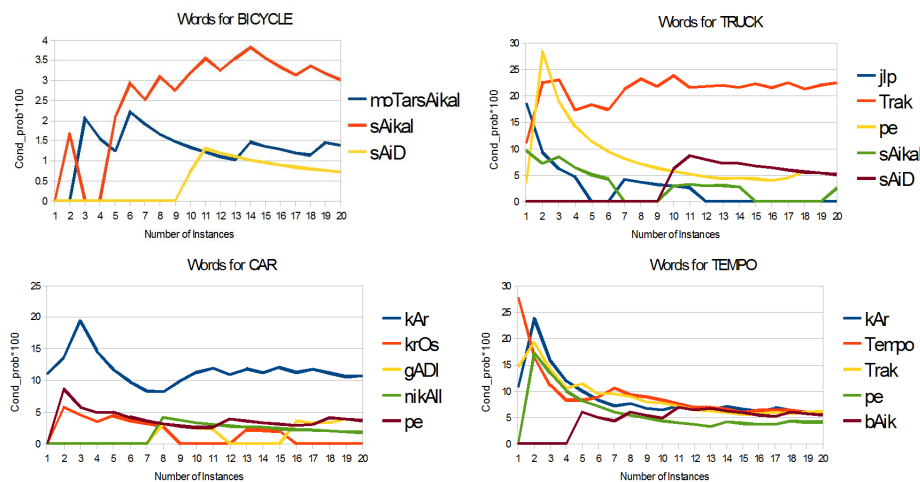 Words for BICYCLE
Cond_prob*100
4
3.5
3
2.5
2
1.5
1
0.5
0
1 2 3 4 5 6 7 8 9 10 11 12 13 14 15 16 17 18 19 20
Number of Instances
moTarsAikal
sAikal
sAiD
Words for TRUCK
Cond_prob*100
30
25
20
15
10
5
0
1 2 3 4 5 6 7 8 9 10 11 12 13 14 15 16 17 18 19 20
Number of Instances
jIp
Trak
pe
sAikal
sAiD
Words for CAR
Cond_prob*100
25
20
15
10
5
0
1 2 3 4 5 6 7 8 9 10 11 12 13 14 15 16 17 18 19 20
Number of Instances
kAr
krOs
gADI
nikAlI
pe
Words for TEMPO
Cond_prob*100
30
25
20
15
10
5
0
1 2 3 4 5 6 7 8 9 10 11 12 13 14 15 16 17 18 19 20
Number of Instances
kAr
Tempo
Trak
pe
bAik